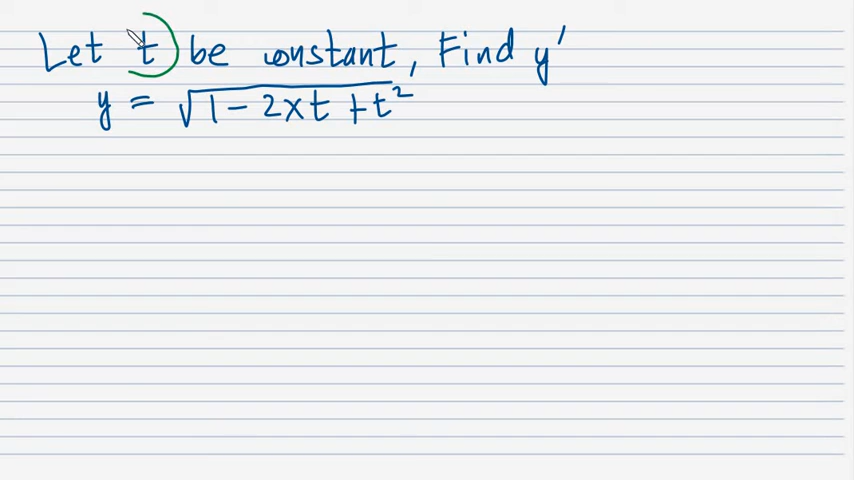 Let t be constant, Find y'
y = √1 - 2xt + t²